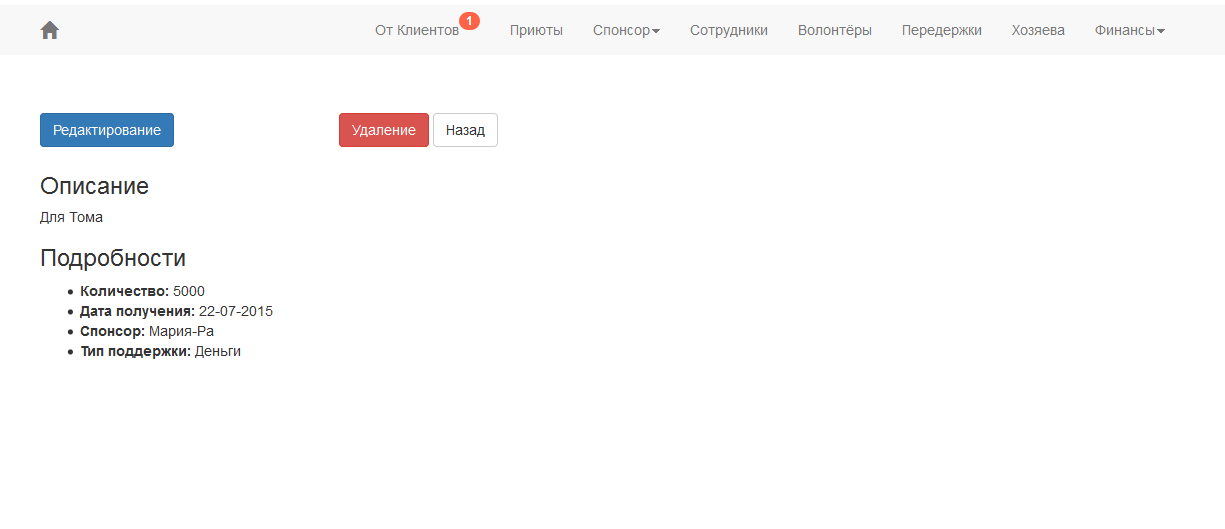 От Клиентов 1 Приюты Спонсор Сотрудники Волонтёры Передержки Хозяева Финансы
Редактирование Удаление Назад
Описание
Для Тома
Подробности
Количество: 5000
Дата получения: 22-07-2015
Спонсор: Мария-Ра
Тип поддержки: Деньги